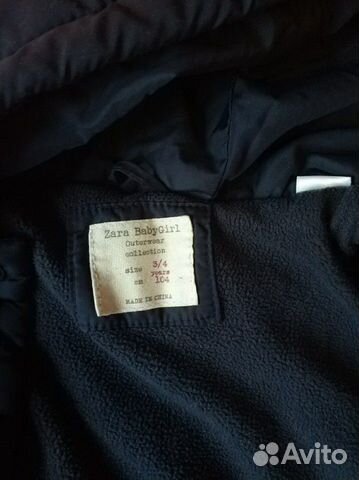 Zara BabyGirl
Outerwear
collection
size 3/4
years
cm 104
MADE IN CHINA
Avito